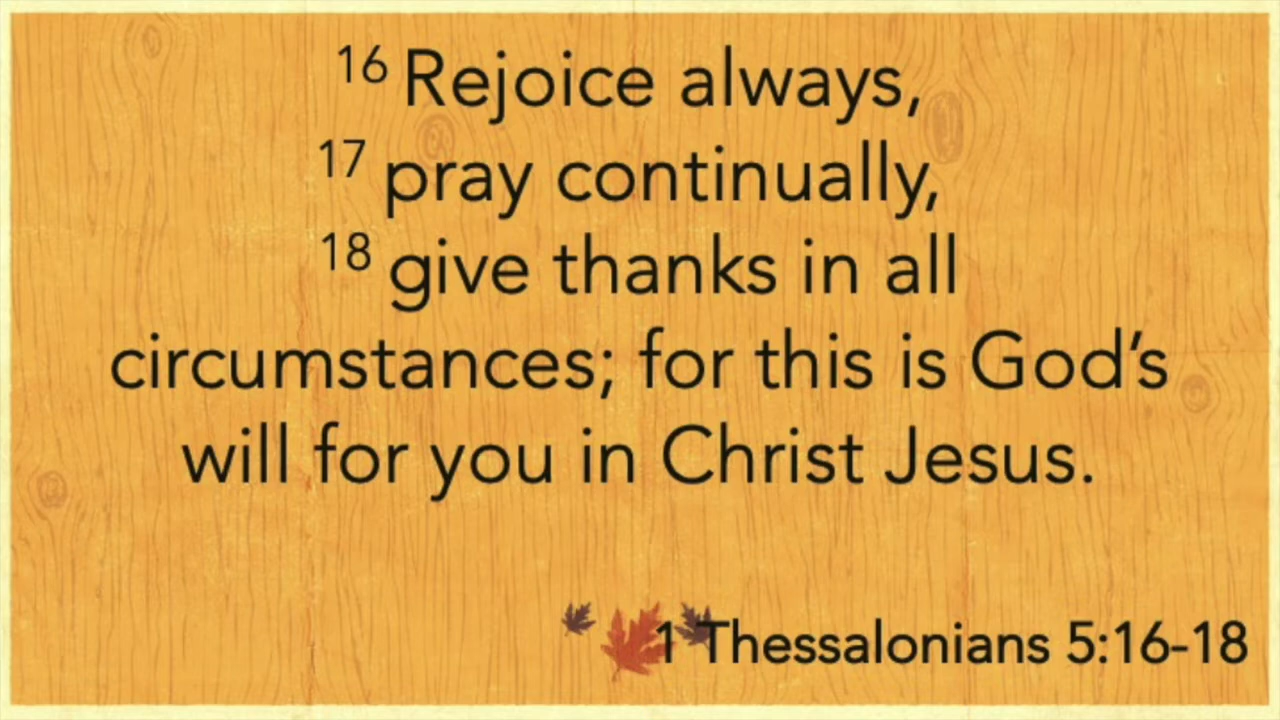 16 Rejoice always,
17 pray continually,
18 give thanks in all
circumstances; for this is God’s
will for you in Christ Jesus.
1 Thessalonians 5:16-18